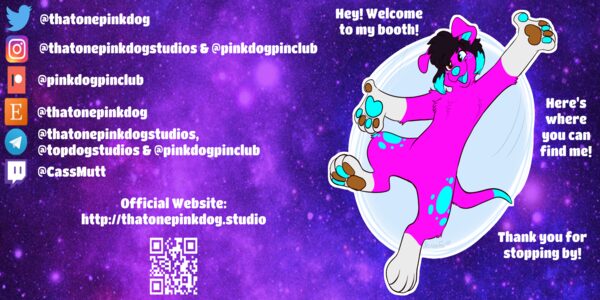 @thatonepinkdog
@thatonepinkdogstudios & @pinkdogpinclub
@pinkdogpinclub
E @thatonepinkdog
@thatonepinkdogstudios,
@topdogstudios & @pinkdogpinclub
@CassMutt
Official Website:
http://thatonepinkdog.studio
Hey! Welcome
to my booth!
Here's
where
you can
find me!
Thank you for
stopping by!